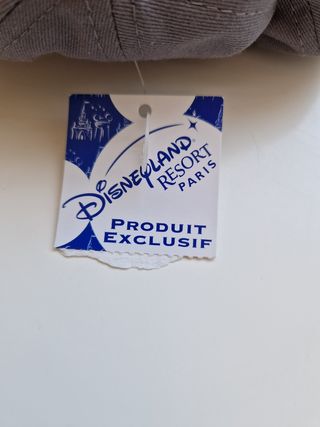 DISNEYLAND
RESORT
PARIS
PRODUIT
EXCLUSIF